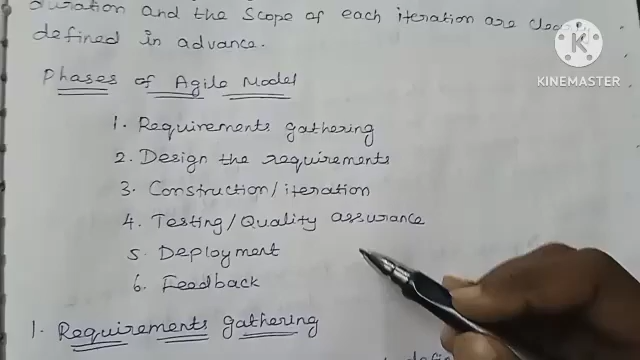 duration and the scope of each iteration are clearly
defined in advance.
KINEMASTER
Phases of Agile Model
1. Requirements gathering
2. Design the requirements
3. Construction/iteration
4. Testing/Quality assurance
5. Deployment
6. Feedback
1. Requirements gathering